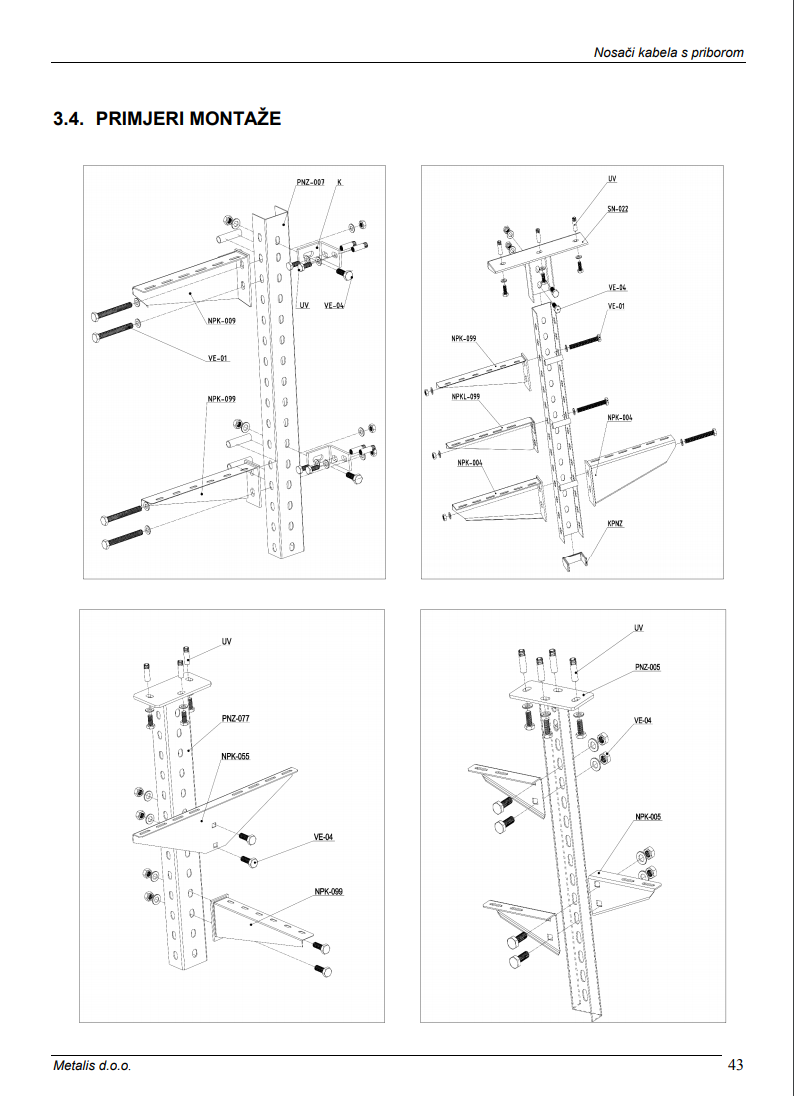 Nosači kabela s priborom
3.4. PRIMJERI MONTAŽE
PNZ-007 K
UV VE-04
NPK-009
VE-01
NPK-099
UV
SN-022
VE-04
VE-01
NPK-099
NPKL-099
NPK-004
NPK-004
KPNZ
UV
PNZ-077
NPK-055
VE-04
NPK-099
UV
PNZ-005
VE-04
NPK-005
Metalis d.o.o. 43